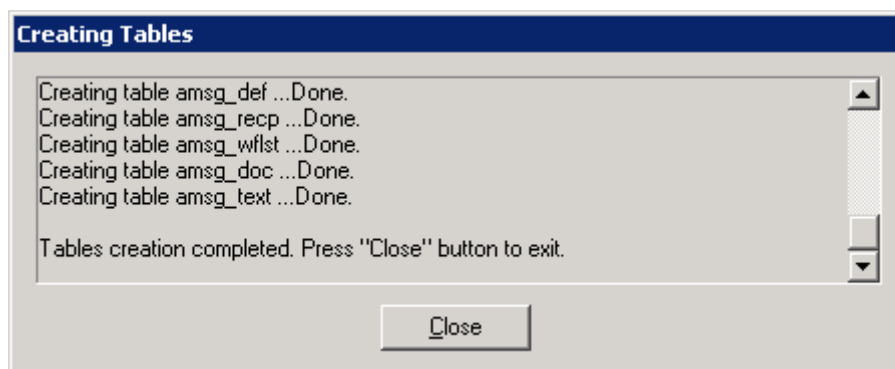 Creating Tables
Creating table amsg_def ...Done.
Creating table amsg_recp ...Done.
Creating table amsg_wflst ...Done.
Creating table amsg_doc ...Done.
Creating table amsg_text ...Done.
Tables creation completed. Press "Close" button to exit.
Close